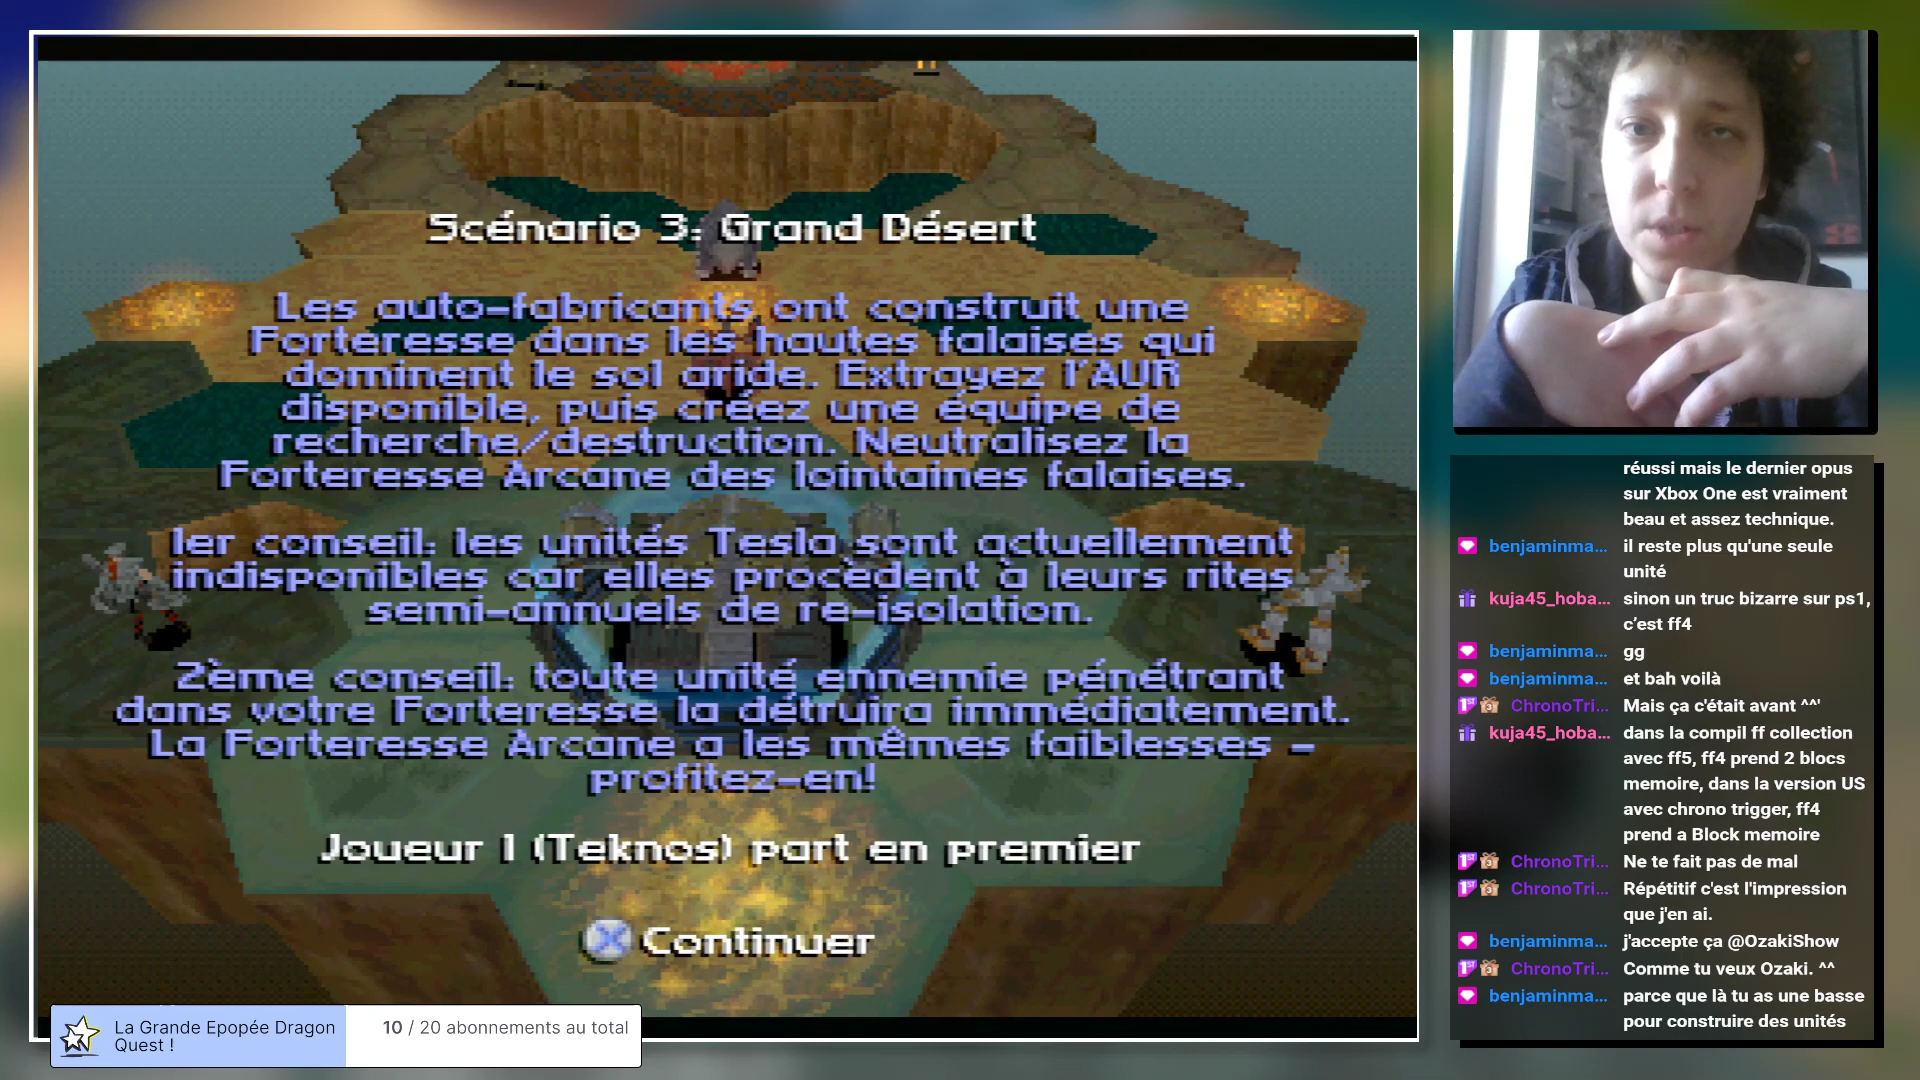 Scénario 3: Grand Désert
Les auto-fabricants ont construit une
Forteresse dans les hautes falaises qui
dominent le sol aride. Extrayez l'AUR
disponible, puis créez une équipe de
recherche/destruction. Neutralisez la
Forteresse Arcane des lointaines falaises.
1er conseil: les unités Tesla sont actuellement
indisponibles car elles procèdent à leurs rites
semi-annuels de re-isolation.
2ème conseil: toute unité ennemie pénétrant
dans votre Forteresse la détruira immédiatement.
La Forteresse Arcane a les mêmes faiblesses -
profitez-en!
Joueur 1 (Teknos) part en premier
Continuer
La Grande Epopée Dragon
Quest !
10 / 20 abonnements au total
réussi mais le dernier opus
sur Xbox One est vraiment
beau et assez technique.
benjaminma... il reste plus qu'une seule
unité
kuja45_hoba... sinon un truc bizarre sur ps1,
c'est ff4
benjaminma... gg
benjaminma... et bah voilà
1ST ChronoTri... Mais ça c'était avant ^^'
kuja45_hoba... dans la compil ff collection
avec ff5, ff4 prend 2 blocs
memoire, dans la version US
avec chrono trigger, ff4
prend a Block memoire
1ST ChronoTri... Ne te fait pas de mal
1ST ChronoTri... Répétitif c'est l'impression
que j'en ai.
benjaminma... j'accepte ça @OzakiShow
1ST ChronoTri... Comme tu veux Ozaki. ^^
benjaminma... parce que là tu as une basse
pour construire des unités